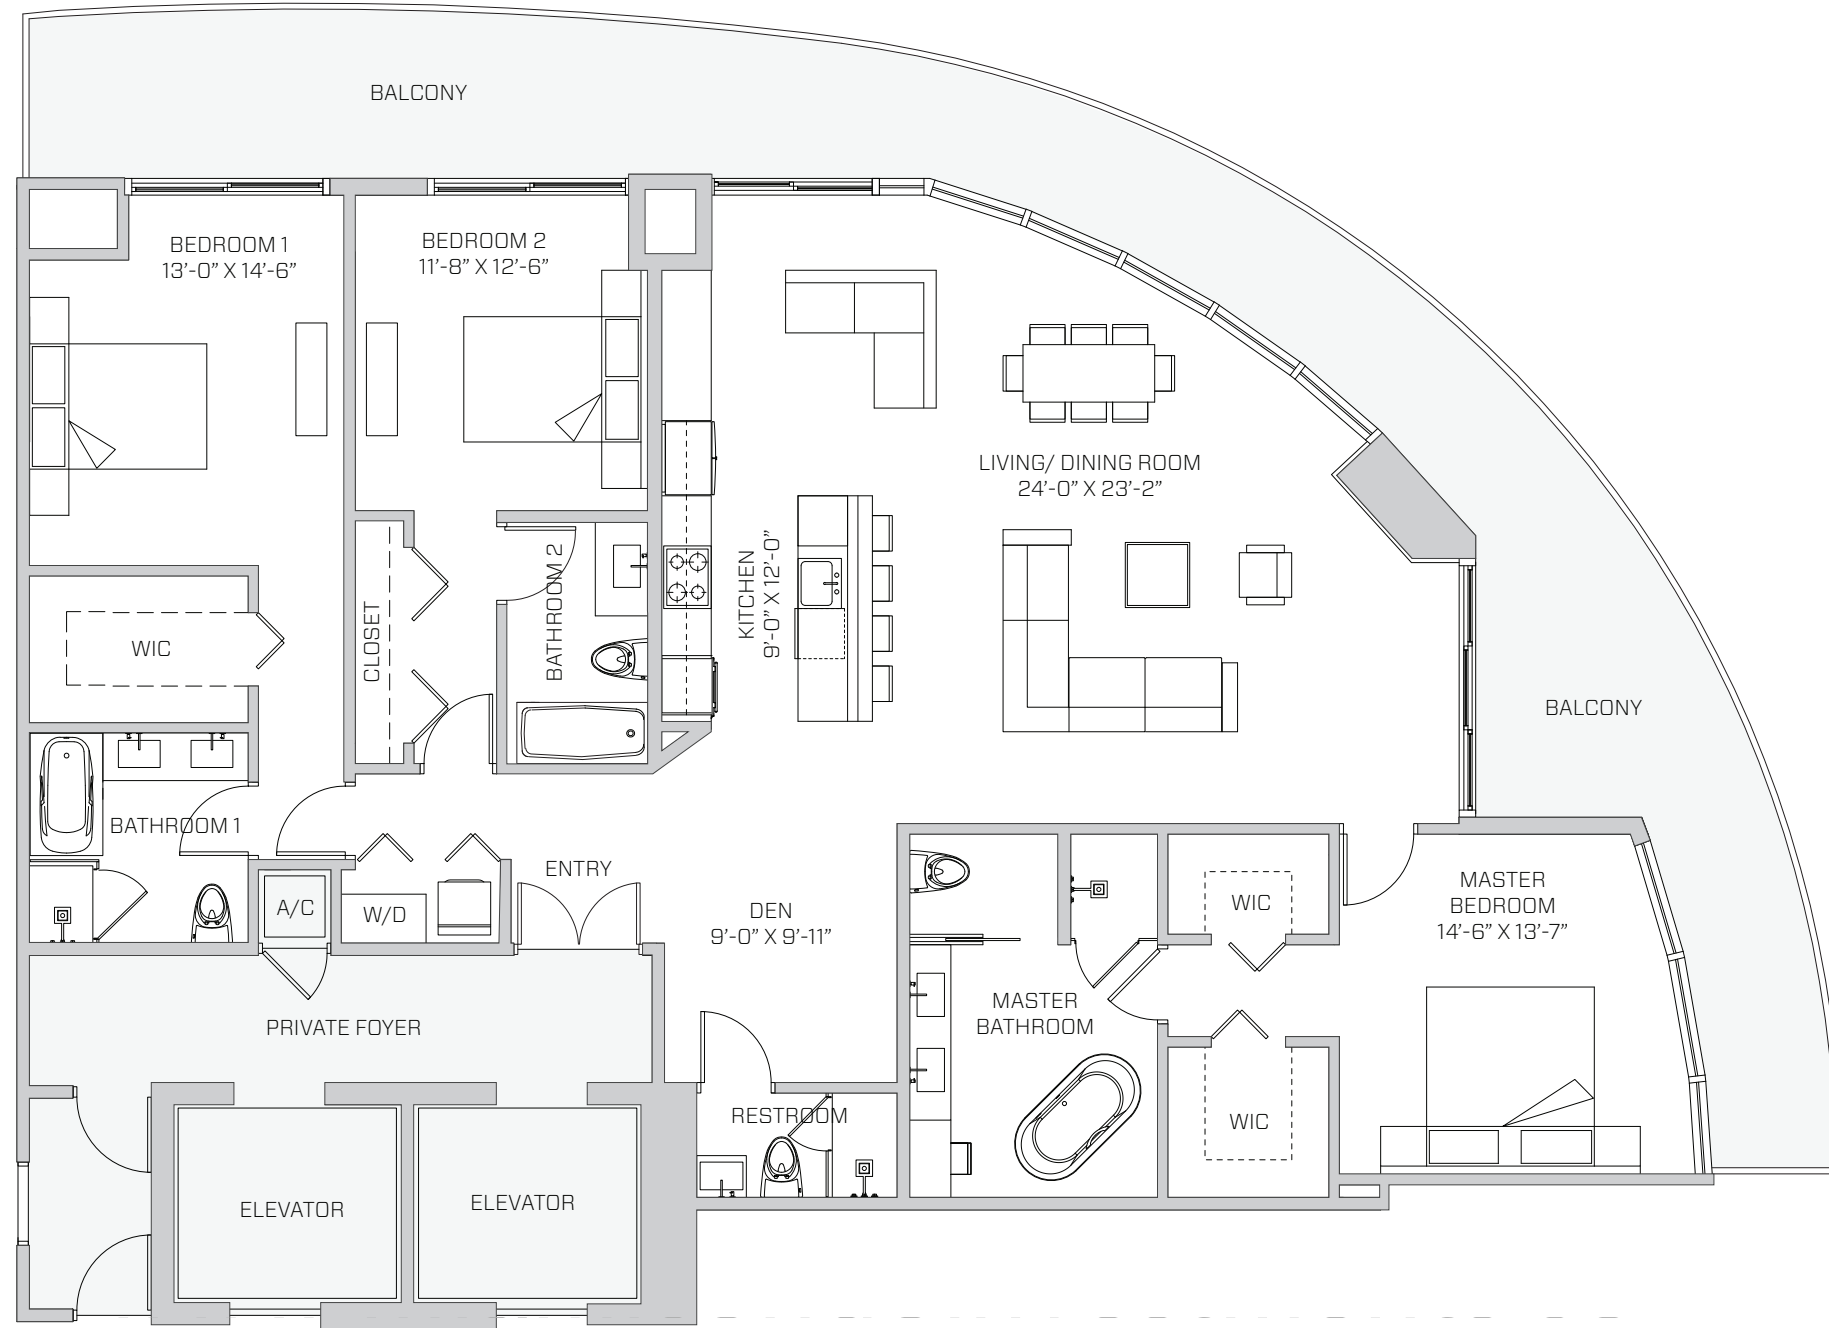 BALCONY
BEDROOM 1
13’-0” X 14’-6”
BEDROOM 2
11’-8” X 12’-6”
LIVING/ DINING ROOM
24’-0” X 23’-2”
KITCHEN
9’-0” X 12’-0”
BATHROOM 2
CLOSET
WIC
BALCONY
BATHROOM 1
ENTRY
A/C
W/D
DEN
9’-0” X 9’-11”
WIC
MASTER
BEDROOM
14’-6” X 13’-7”
MASTER
BATHROOM
PRIVATE FOYER
RESTROOM
WIC
ELEVATOR
ELEVATOR